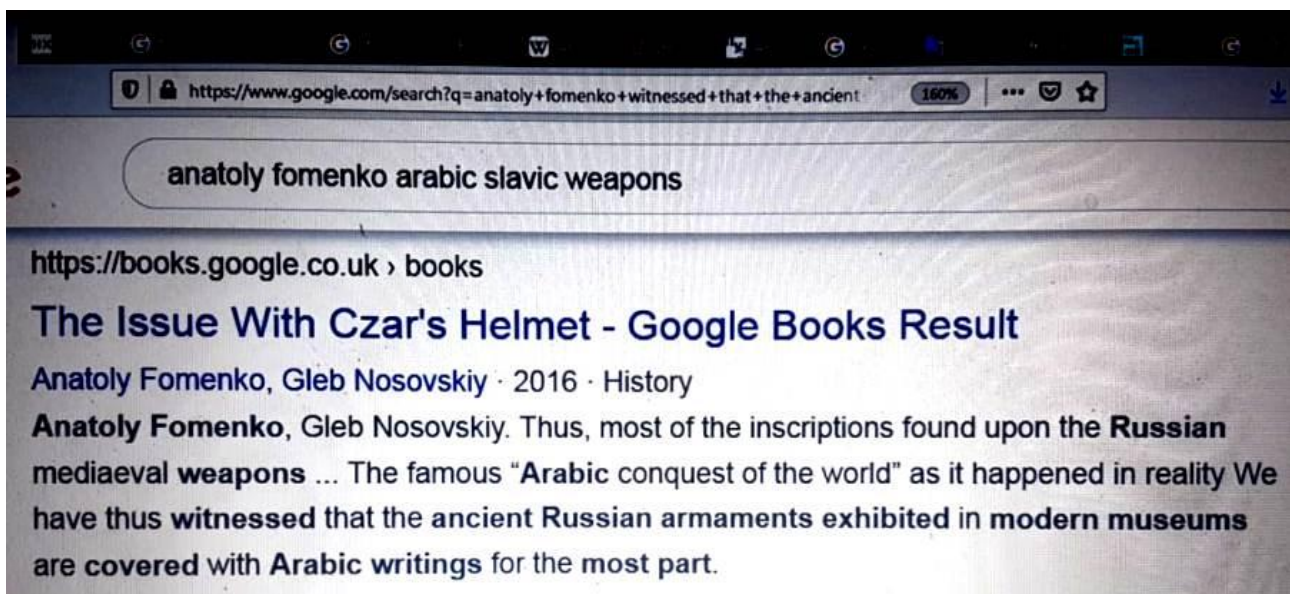 https://www.google.com/search?q=anatoly+fomenko+witnessed+that+the+ancient
160%
anatoly fomenko arabic slavic weapons
https://books.google.co.uk › books
The Issue With Czar's Helmet - Google Books Result
Anatoly Fomenko, Gleb Nosovskiy · 2016 · History
Anatoly Fomenko, Gleb Nosovskiy. Thus, most of the inscriptions found upon the Russian
mediaeval weapons ... The famous “Arabic conquest of the world” as it happened in reality We
have thus witnessed that the ancient Russian armaments exhibited in modern museums
are covered with Arabic writings for the most part.